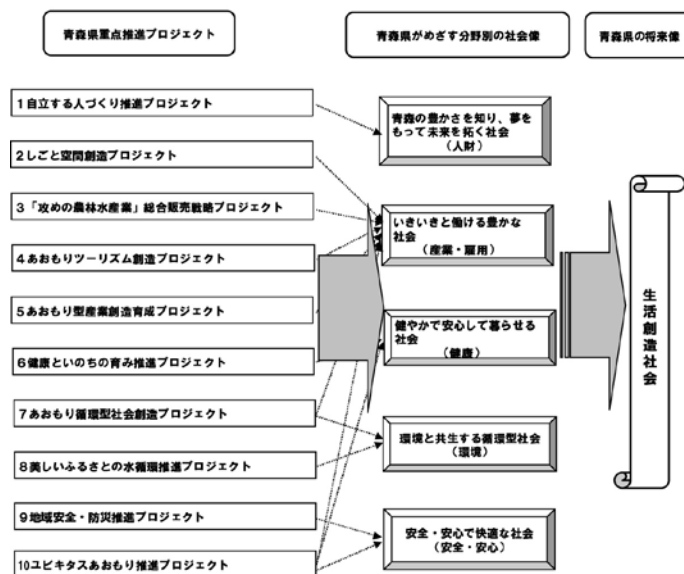 青森県重点推進プロジェクト
青森県がめざす分野別の社会像
青森県の将来像
1自立する人づくり推進プロジェクト
2しごと空間創造プロジェクト
3「攻めの農林水産業」総合販売戦略プロジェクト
4あおもりツーリズム創造プロジェクト
5あおもり型産業創造育成プロジェクト
6健康といのちの育み推進プロジェクト
7あおもり循環型社会創造プロジェクト
8美しいふるさとの水循環推進プロジェクト
9地域安全・防災推進プロジェクト
10ユビキタスあおもり推進プロジェクト
青森の豊かさを知り、夢を
もって未来を拓く社会
（人財）
いきいきと働ける豊かな
社会
（産業・雇用）
健やかで安心して暮らせる
社会
（健康）
環境と共生する循環型社会
（環境）
安全・安心で快適な社会
（安全・安心）
生活創造社会